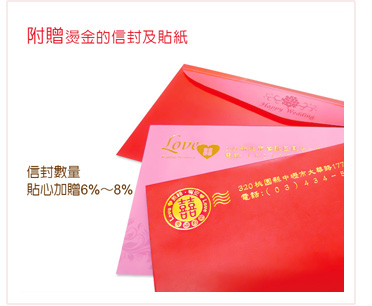 附贈燙金的信封及貼紙
Happy Wedding
Love
信封數量
貼心加贈6%～8%
320桃園縣中壢市大華路177
電話:(03)434-5
囍